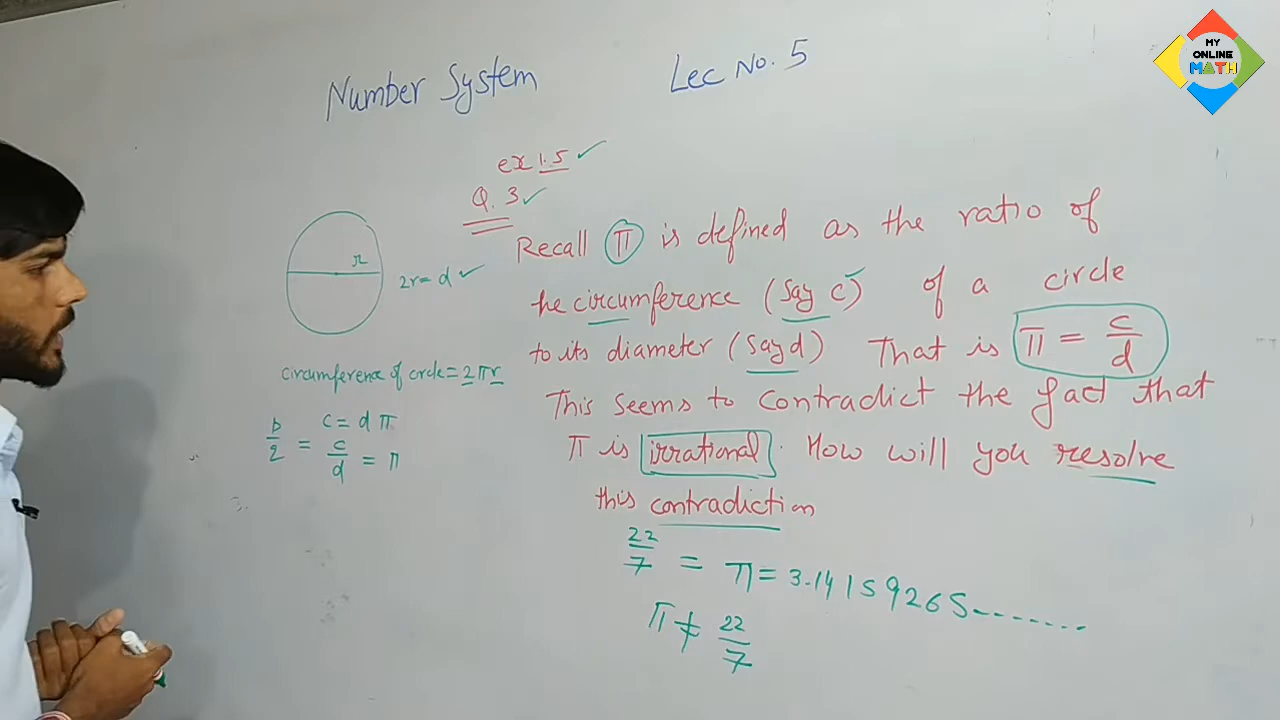 MY
ONLINE
MATH
Number System Lec No. 5
ex 1.5
Q. 3
Recall π is defined as the ratio of
he circumference (Say c) of a circle
to its diameter (Say d) That is π = c/d
This Seems to contradict the fact that
π is irrational. How will you resolve
this contradiction
22/7 = π = 3.14159265-------
π ≠ 22/7
r
2r = d
circumference of circle = 2πr
c = d π
p/2 = c/d = π